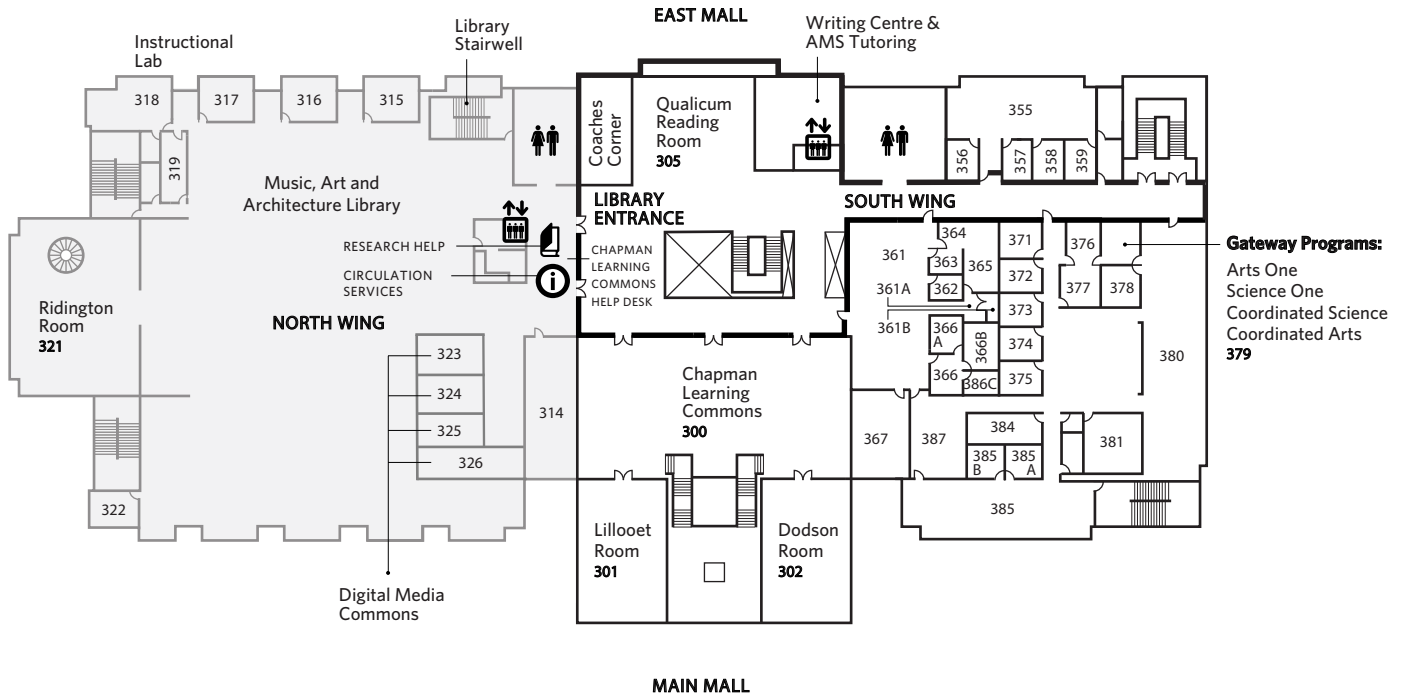 EAST MALL
Writing Centre &
AMS Tutoring
Library
Stairwell
Instructional
Lab
318
317
316
315
319
Coaches
Corner
Qualicum
Reading
Room
305
355
356
357
358
359
Music, Art and
Architecture Library
LIBRARY
ENTRANCE
SOUTH WING
RESEARCH HELP
CIRCULATION
SERVICES
CHAPMAN
LEARNING
COMMONS
HELP DESK
NORTH WING
Ridington
Room
321
361
361A
361B
362
363
364
365
366
A
366B
366
386C
371
372
373
374
375
376
377
378
380
Gateway Programs:
Arts One
Science One
Coordinated Science
Coordinated Arts
379
323
324
325
326
314
Chapman
Learning
Commons
300
367
387
384
385
B
385
A
381
385
322
Lillooet
Room
301
Dodson
Room
302
Digital Media
Commons
MAIN MALL